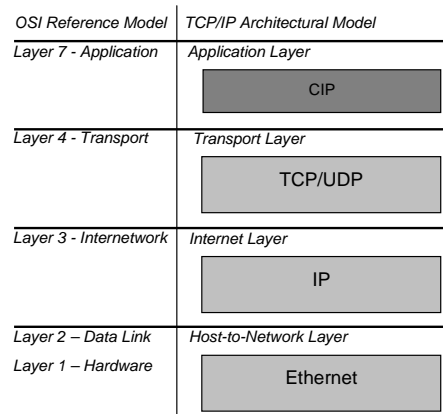 OSI Reference Model TCP/IP Architectural Model
Layer 7 - Application Application Layer
CIP
Layer 4 - Transport Transport Layer
TCP/UDP
Layer 3 - Internetwork Internet Layer
IP
Layer 2 – Data Link Host-to-Network Layer
Layer 1 – Hardware
Ethernet